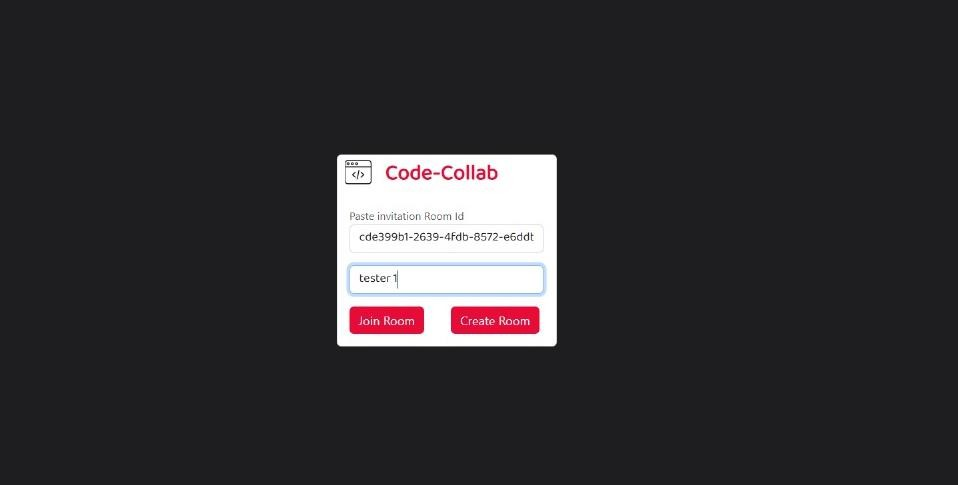 </>
Code-Collab
Paste invitation Room Id
cde399b1-2639-4fdb-8572-e6ddt
tester 1
Join Room
Create Room